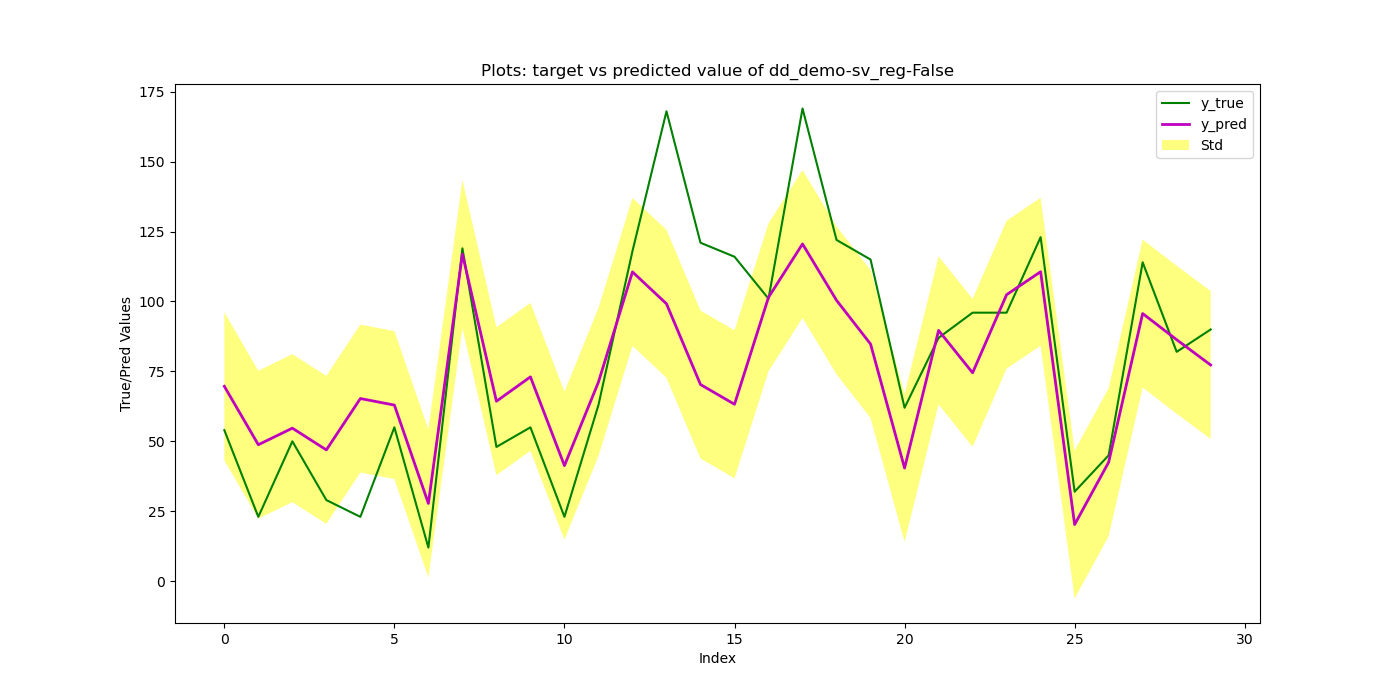 Plots: target vs predicted value of dd_demo-sv_reg-False
y_true
y_pred
Std
True/Pred Values
175
150
125
100
75
50
25
0
0 5 10 15 20 25 30
Index